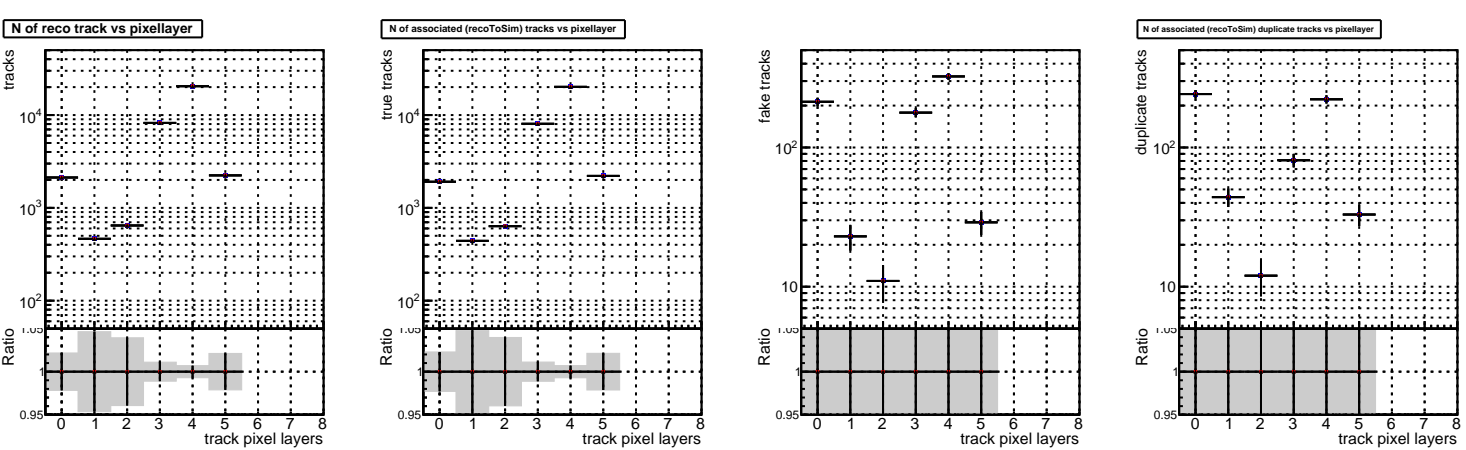 N of reco track vs pixellayer
tracks
10^4
10^3
10^2
Ratio
1.05
1
0.95
0 1 2 3 4 5 6 7 8
track pixel layers
N of associated (recoToSim) tracks vs pixellayer
true tracks
10^4
10^3
10^2
Ratio
1.05
1
0.95
0 1 2 3 4 5 6 7 8
track pixel layers
fake tracks
10^2
10
Ratio
1.05
1
0.95
0 1 2 3 4 5 6 7 8
track pixel layers
N of associated (recoToSim) duplicate tracks vs pixellayer
duplicate tracks
10^2
10
Ratio
1.05
1
0.95
0 1 2 3 4 5 6 7 8
track pixel layers